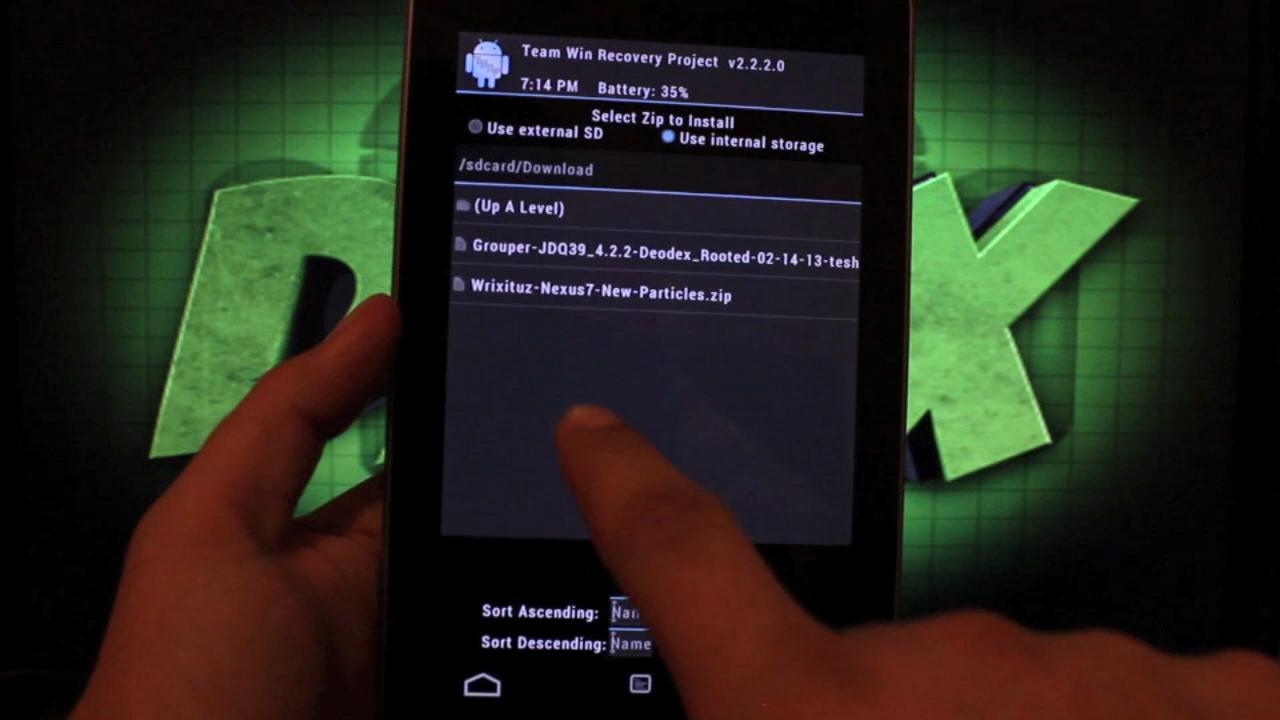 Team Win Recovery Project v2.2.2.0
7:14 PM Battery: 35%
Select Zip to Install
Use external SD Use internal storage
/sdcard/Download
(Up A Level)
Grouper-JDQ39_4.2.2-Deodex_Rooted-02-14-13-tesh
Wrixituz-Nexus7-New-Particles.zip
Sort Ascending:
Sort Descending: Name